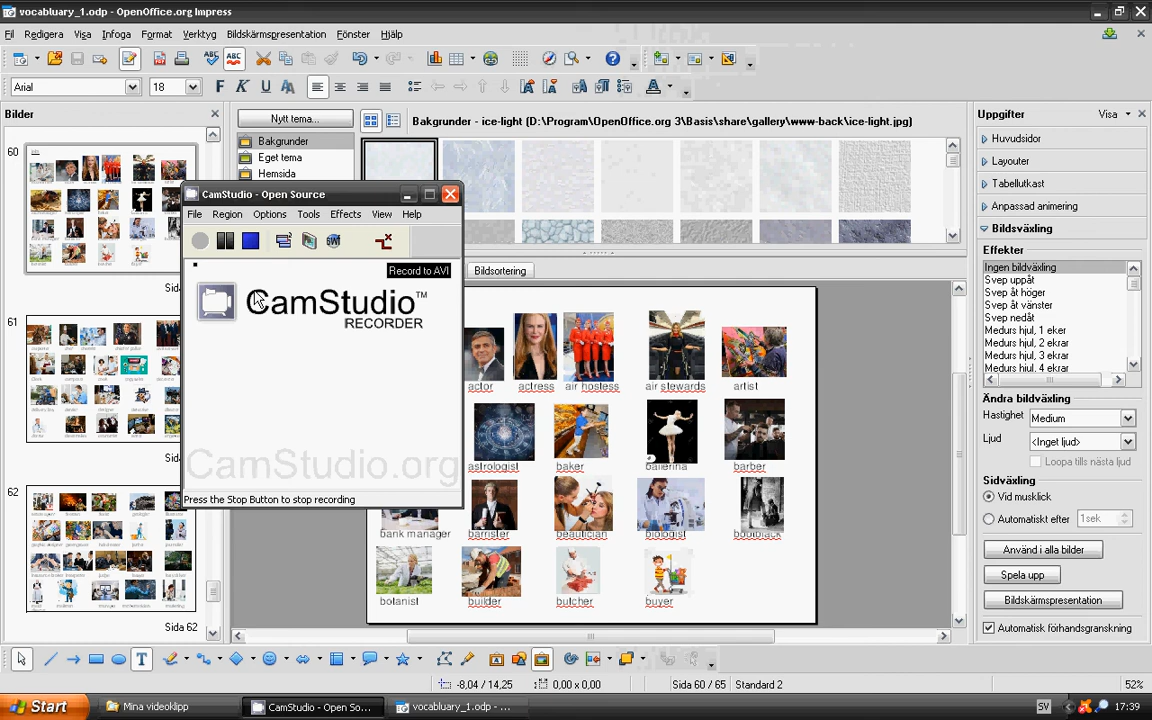 vocabluary_1.odp - OpenOffice.org Impress
Fil Redigera Visa Infoga Format Verktyg Bildskärmspresentation Fönster Hjälp
Arial 18 F K U
Bilder
Nytt tema...
Bakgrunder - ice-light (D:\Program\OpenOffice.org 3\Basis\share\gallery\www-back\ice-light.jpg)
Bakgrunder
Eget tema
Hemsida
Uppgifter Visa
Huvudsidor
Layouter
Tabellutkast
Anpassad animering
Bildsväxling
Effekter
Ingen bildväxling
Svep uppåt
Svep åt höger
Svep åt vänster
Svep nedåt
Medurs hjul, 1 eker
Medurs hjul, 2 ekrar
Medurs hjul, 3 ekrar
Medurs hjul, 4 ekrar
Ändra bildväxling
Hastighet Medium
Ljud <Inget ljud>
Loopa tills nästa ljud
Sidväxling
Vid musklick
Automatiskt efter 1sek
Använd i alla bilder
Spela upp
Bildskärmspresentation
Automatisk förhandsgranskning
60
61
62
Sida 62
CamStudio - Open Source
File Region Options Tools Effects View Help
Record to AVI
CamStudio™
RECORDER
CamStudio.org
Press the Stop Button to stop recording
Bildsortering
actor actress air hostess air stewards artist
astrologist baker ballerina barber
bank manager barrister beautician biologist bootblack
botanist builder butcher buyer
-8,04 / 14,25 0,00 x 0,00 Sida 60 / 65 Standard 2 52%
Start Mina videoklipp CamStudio - Open So... vocabluary_1.odp - ... SV 17:39